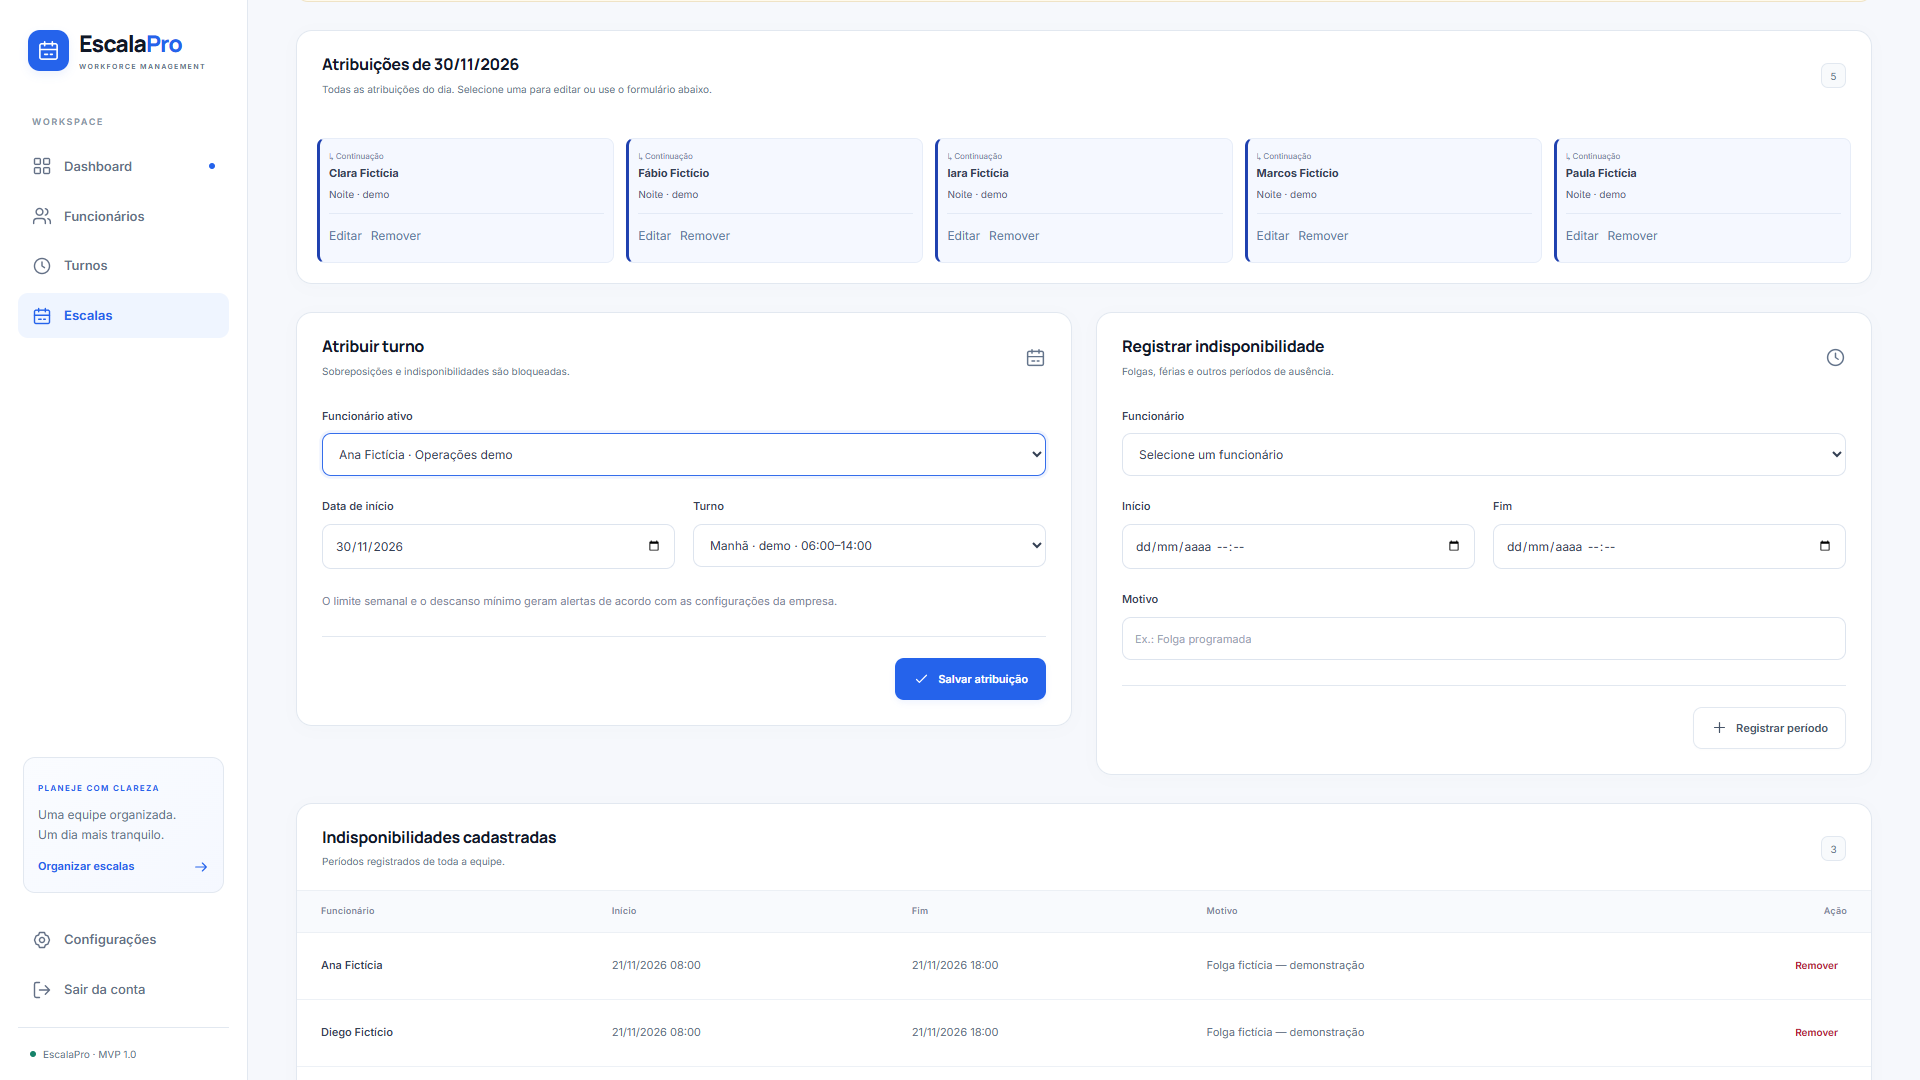 EscalaPro
WORKFORCE MANAGEMENT
WORKSPACE
Dashboard
Funcionários
Turnos
Escalas
PLANEJE COM CLAREZA
Uma equipe organizada.
Um dia mais tranquilo.
Organizar escalas
Configurações
Sair da conta
EscalaPro · MVP 1.0
Atribuições de 30/11/2026
Todas as atribuições do dia. Selecione uma para editar ou use o formulário abaixo.
5
↳ Continuação
Clara Fictícia
Noite · demo
Editar Remover
↳ Continuação
Fábio Fictício
Noite · demo
Editar Remover
↳ Continuação
Iara Fictícia
Noite · demo
Editar Remover
↳ Continuação
Marcos Fictício
Noite · demo
Editar Remover
↳ Continuação
Paula Fictícia
Noite · demo
Editar Remover
Atribuir turno
Sobreposições e indisponibilidades são bloqueadas.
Funcionário ativo
Ana Fictícia · Operações demo
Data de início
30/11/2026
Turno
Manhã · demo · 06:00–14:00
O limite semanal e o descanso mínimo geram alertas de acordo com as configurações da empresa.
Salvar atribuição
Registrar indisponibilidade
Folgas, férias e outros períodos de ausência.
Funcionário
Selecione um funcionário
Início
dd/mm/aaaa --:--
Fim
dd/mm/aaaa --:--
Motivo
Ex.: Folga programada
Registrar período
Indisponibilidades cadastradas
Períodos registrados de toda a equipe.
3
Funcionário Início Fim Motivo Ação
Ana Fictícia 21/11/2026 08:00 21/11/2026 18:00 Folga fictícia — demonstração Remover
Diego Fictício 21/11/2026 08:00 21/11/2026 18:00 Folga fictícia — demonstração Remover